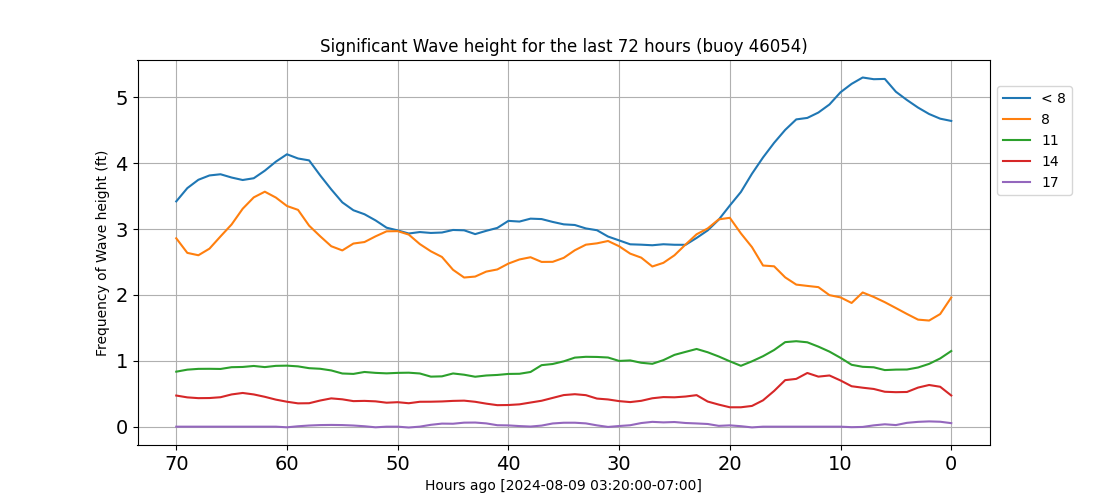 Significant Wave height for the last 72 hours (buoy 46054)
Frequency of Wave height (ft)
5
4
3
2
1
0
70 60 50 40 30 20 10 0
Hours ago [2024-08-09 03:20:00-07:00]
< 8
8
11
14
17